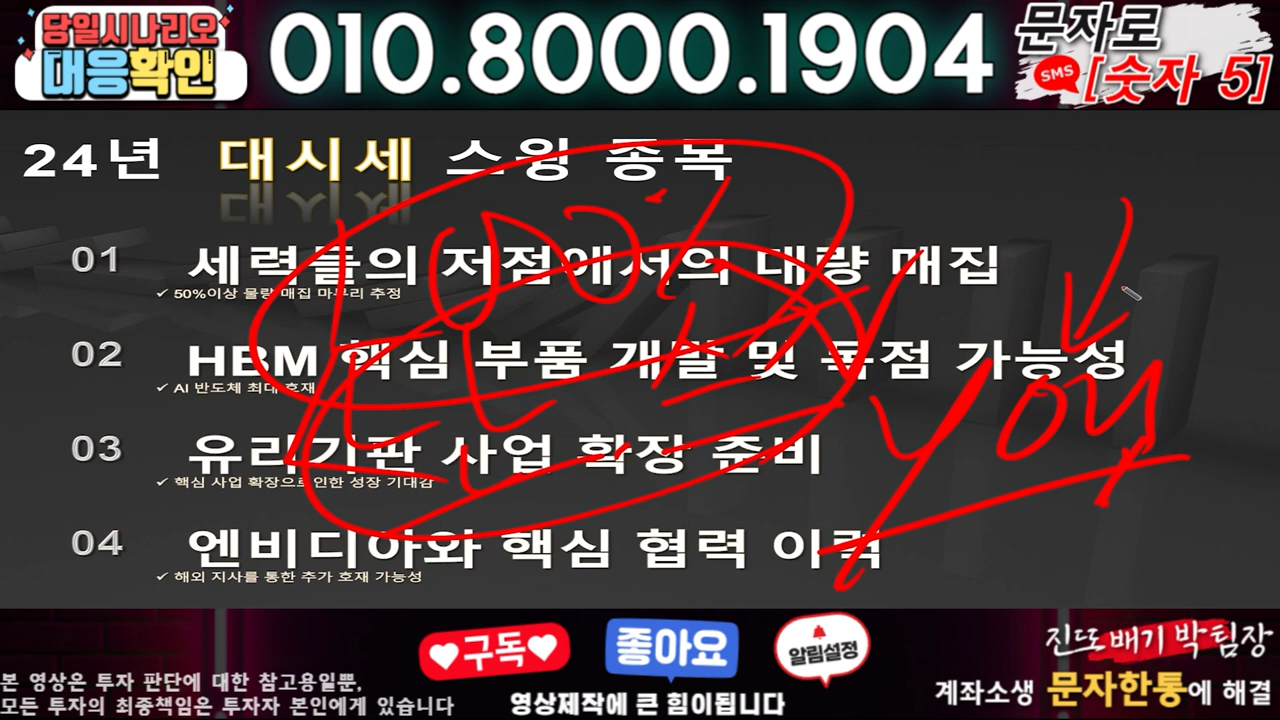 당일시나리오
대응확인
010.8000.1904
문자로
SMS [숫자 5]
24년 대시세 스윙 종목
01 세력들의 저점에서의 대량 매집
✓ 50%이상 물량 매집 마무리 추정
02 HBM 핵심 부품 개발 및 독점 가능성
✓ AI 반도체 최대 호재
03 유리기판 사업 확장 준비
✓ 핵심 사업 확장으로인한 성장 기대감
04 엔비디아와 핵심 협력 이력
✓ 해외 지사를 통한 추가 호재 가능성
구독
좋아요
알림설정
영상제작에 큰 힘이됩니다
본 영상은 투자 판단에 대한 참고용일뿐,
모든 투자의 최종책임은 투자자 본인에게 있습니다
진또배기 박팀장
계좌소생 문자한통에 해결